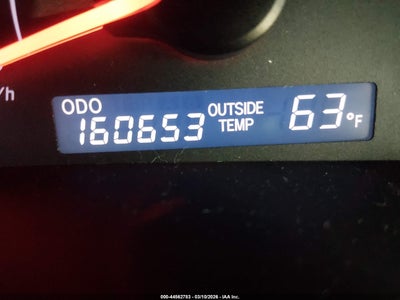 /h
ODO
160653
OUTSIDE
TEMP
63°F
000-44562783 - 03/10/2026 - IAA Inc.